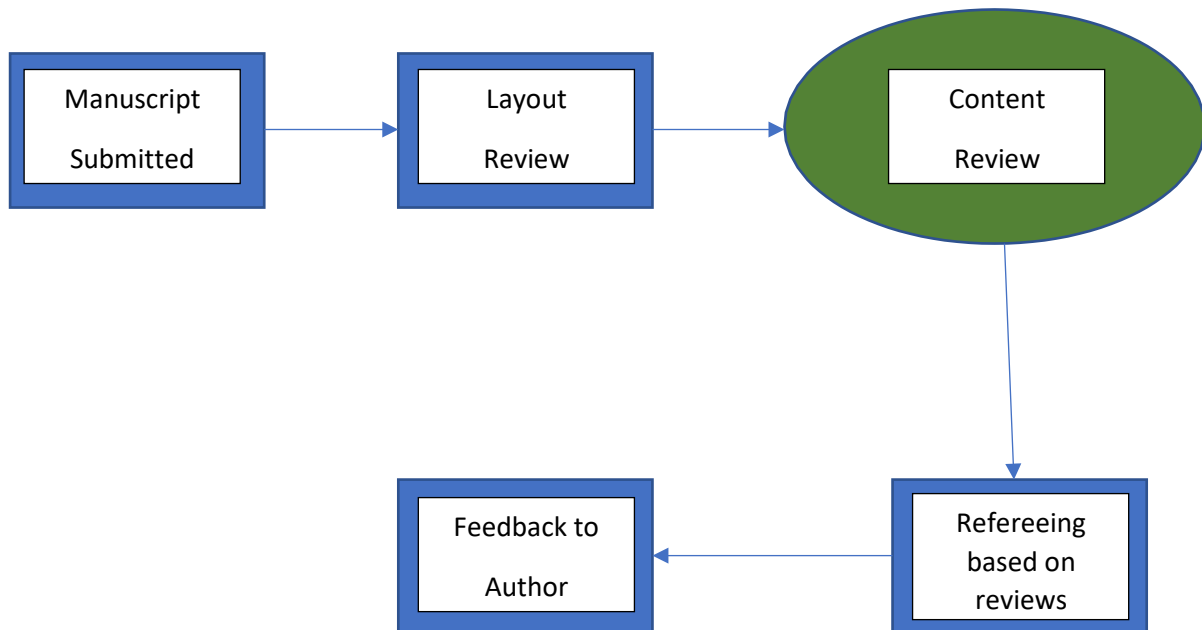 Manuscript
Submitted
Layout
Review
Content
Review
Refereeing
based on
reviews
Feedback to
Author